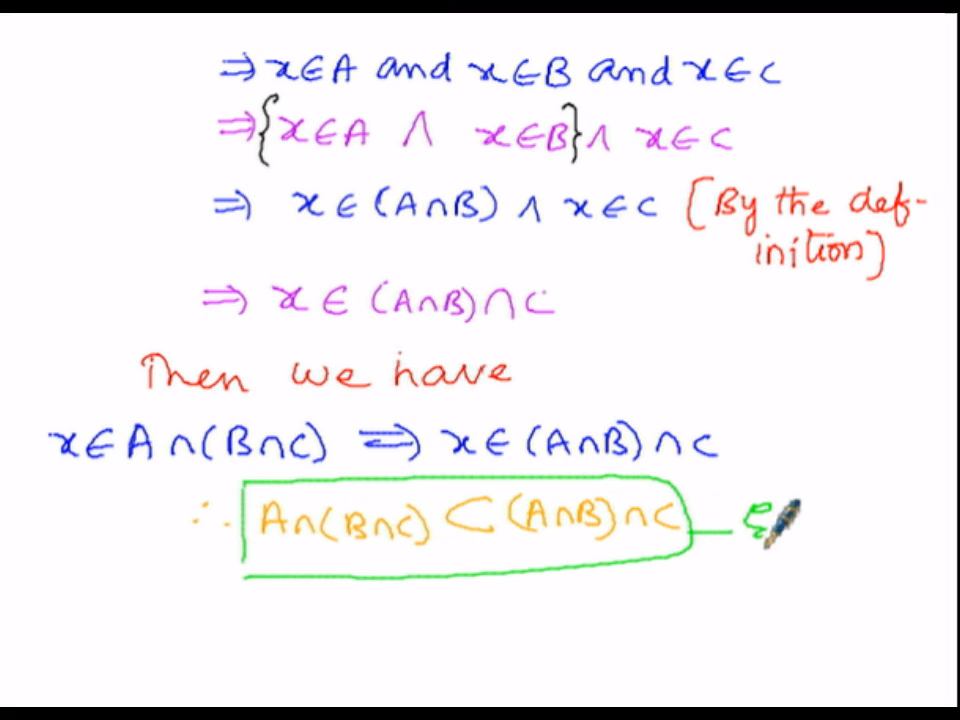 ⇒ x∈A and x∈B and x∈C
⇒ {x∈A ∧ x∈B} ∧ x∈C
⇒ x∈(A∩B) ∧ x∈C [By the def-
inition]
⇒ x∈(A∩B)∩C
Then we have
x∈A∩(B∩C) ⇒ x∈(A∩B)∩C
∴ A∩(B∩C) ⊂ (A∩B)∩C —